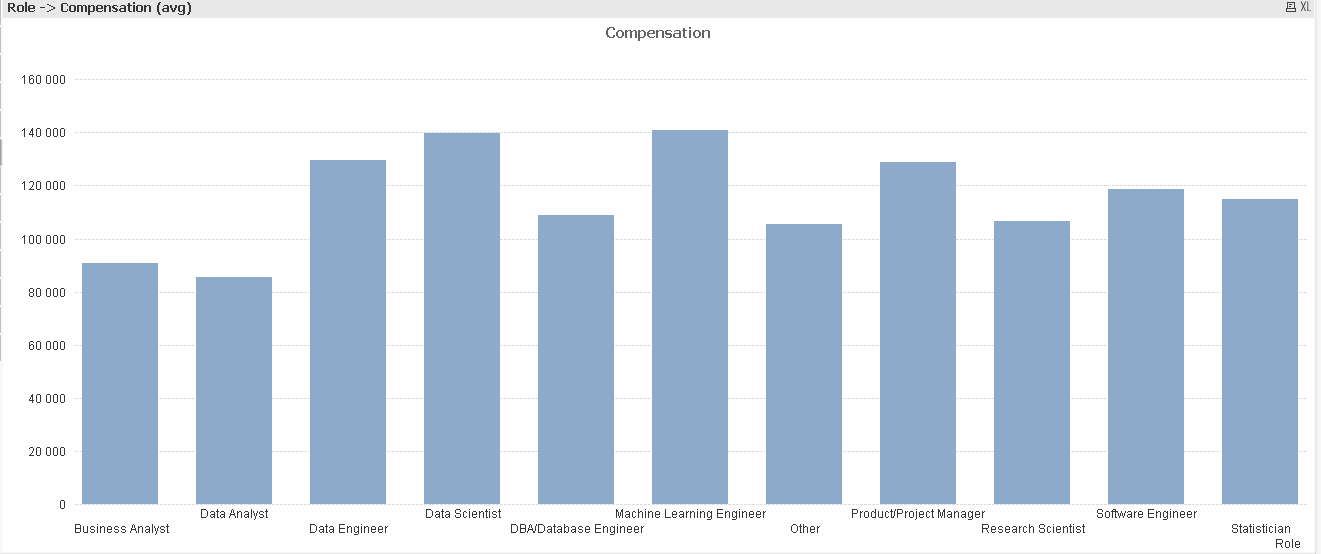 Role -> Compensation (avg)
XL
Compensation
160 000
140 000
120 000
100 000
80 000
60 000
40 000
20 000
0
Business Analyst
Data Analyst
Data Engineer
Data Scientist
DBA/Database Engineer
Machine Learning Engineer
Other
Product/Project Manager
Research Scientist
Software Engineer
Statistician
Role